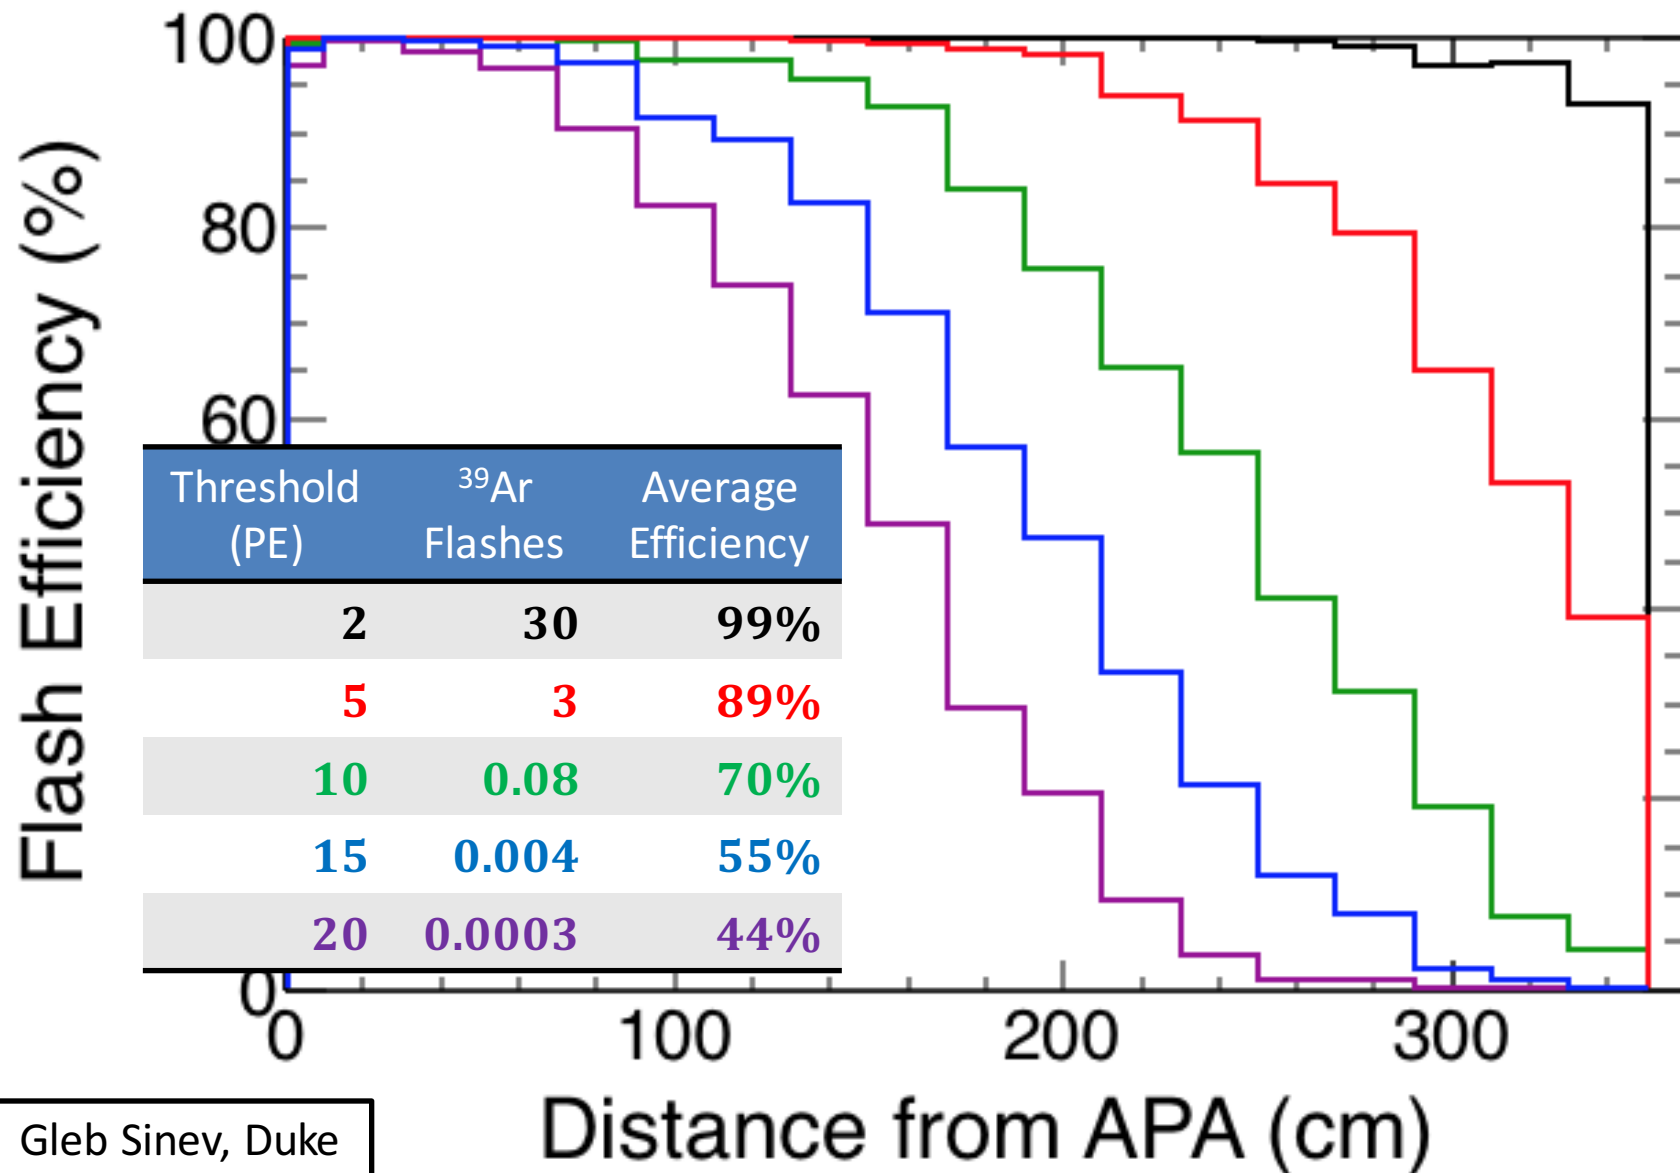 100
80
60
0
Flash Efficiency (%)
Threshold (PE) ³⁹Ar Flashes Average Efficiency
2 30 99%
5 3 89%
10 0.08 70%
15 0.004 55%
20 0.0003 44%
0 100 200 300
Distance from APA (cm)
Gleb Sinev, Duke